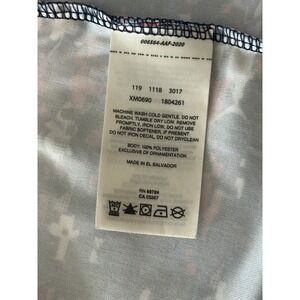 006564-AAF-2020
119 1118 3017
XM0690 1804261
MACHINE WASH COLD GENTLE. DO NOT
BLEACH, TUMBLE DRY LOW. REMOVE
PROMPTLY, IRON LOW. DO NOT USE
FABRIC SOFTENER, IF PRESENT
DO NOT IRON DECAL. DO NOT DRYCLEAN
BODY: 100% POLYESTER
EXCLUSIVE OF ORNAMENTATION
MADE IN EL SALVADOR
RN
CA